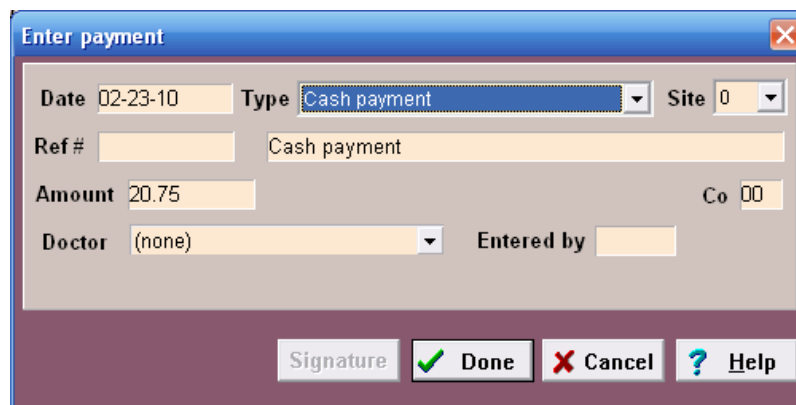 Enter payment
Date 02-23-10 Type Cash payment Site 0
Ref # Cash payment
Amount 20.75 Co 00
Doctor (none) Entered by
Signature Done Cancel Help